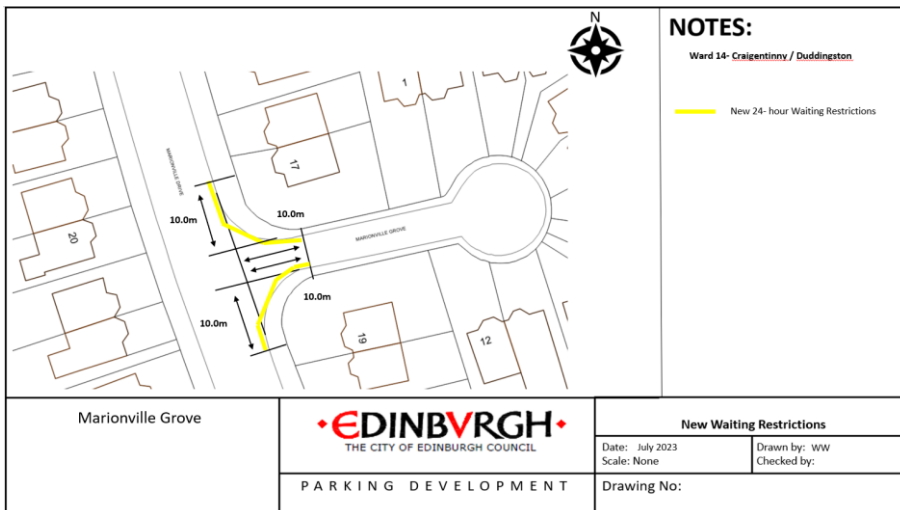 N
NOTES:
Ward 14- Craigentinny / Duddingston
New 24- hour Waiting Restrictions
1
17
MARIONVILLE DRIVE
20
10.0m
10.0m
MARIONVILLE GROVE
10.0m
10.0m
19
12
Marionville Grove
EDINBVRGH
THE CITY OF EDINBURGH COUNCIL
PARKING DEVELOPMENT
New Waiting Restrictions
Date: July 2023
Scale: None
Drawn by: WW
Checked by:
Drawing No: